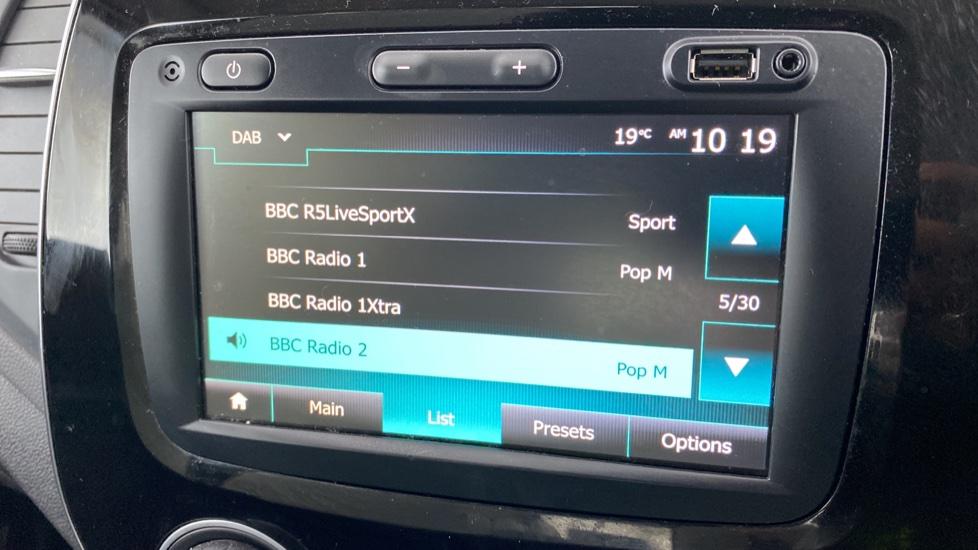 DAB 19°C AM 10 19
BBC R5LiveSportX Sport
BBC Radio 1 Pop M
BBC Radio 1Xtra
5/30
BBC Radio 2 Pop M
Main List Presets Options